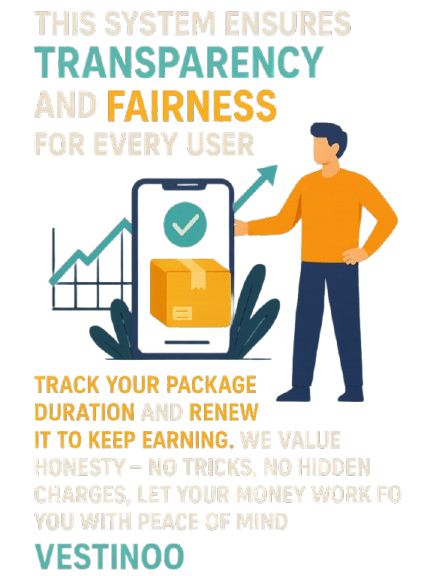 THIS SYSTEM ENSURES
TRANSPARENCY
AND FAIRNESS
FOR EVERY USER
TRACK YOUR PACKAGE
DURATION AND RENEW
IT TO KEEP EARNING. WE VALUE
HONESTY – NO TRICKS, NO HIDDEN
CHARGES, LET YOUR MONEY WORK FO
YOU WITH PEACE OF MIND
VESTINOO